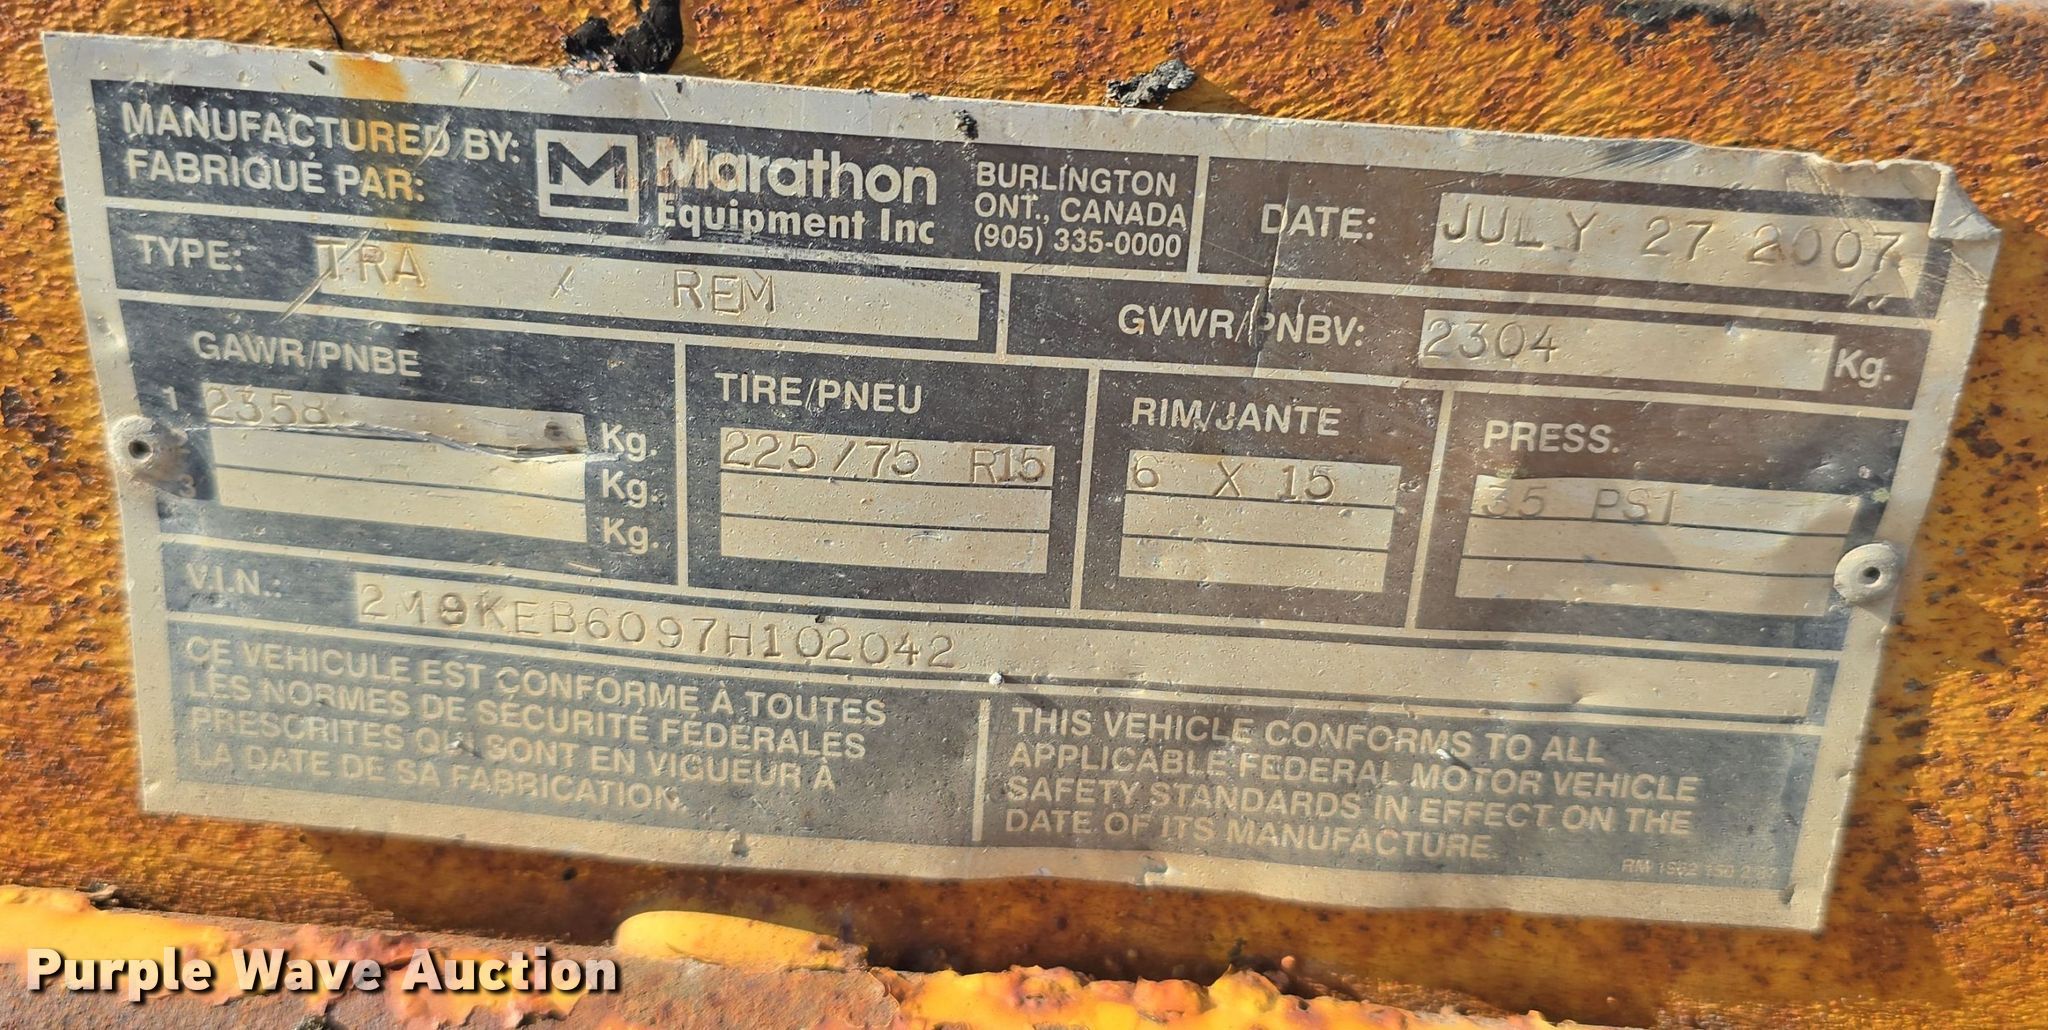 MANUFACTURED BY:
FABRIQUÉ PAR:
M Marathon
Equipment Inc
BURLINGTON
ONT., CANADA
(905) 335-0000
DATE: JULY 27 2007
TYPE: TRA / REM
GVWR/PNBV: 2304 Kg.
GAWR/PNBE
1 2358 Kg.
Kg.
3 Kg.
TIRE/PNEU
225/75 R15
RIM/JANTE
6 X 15
PRESS.
35 PSI
V.I.N.: 2M9KEB6097H102042
CE VEHICULE EST CONFORME À TOUTES
LES NORMES DE SÉCURITÉ FÉDÉRALES
PRESCRITES QUI SONT EN VIGUEUR À
LA DATE DE SA FABRICATION.
THIS VEHICLE CONFORMS TO ALL
APPLICABLE FEDERAL MOTOR VEHICLE
SAFETY STANDARDS IN EFFECT ON THE
DATE OF ITS MANUFACTURE
Purple Wave Auction